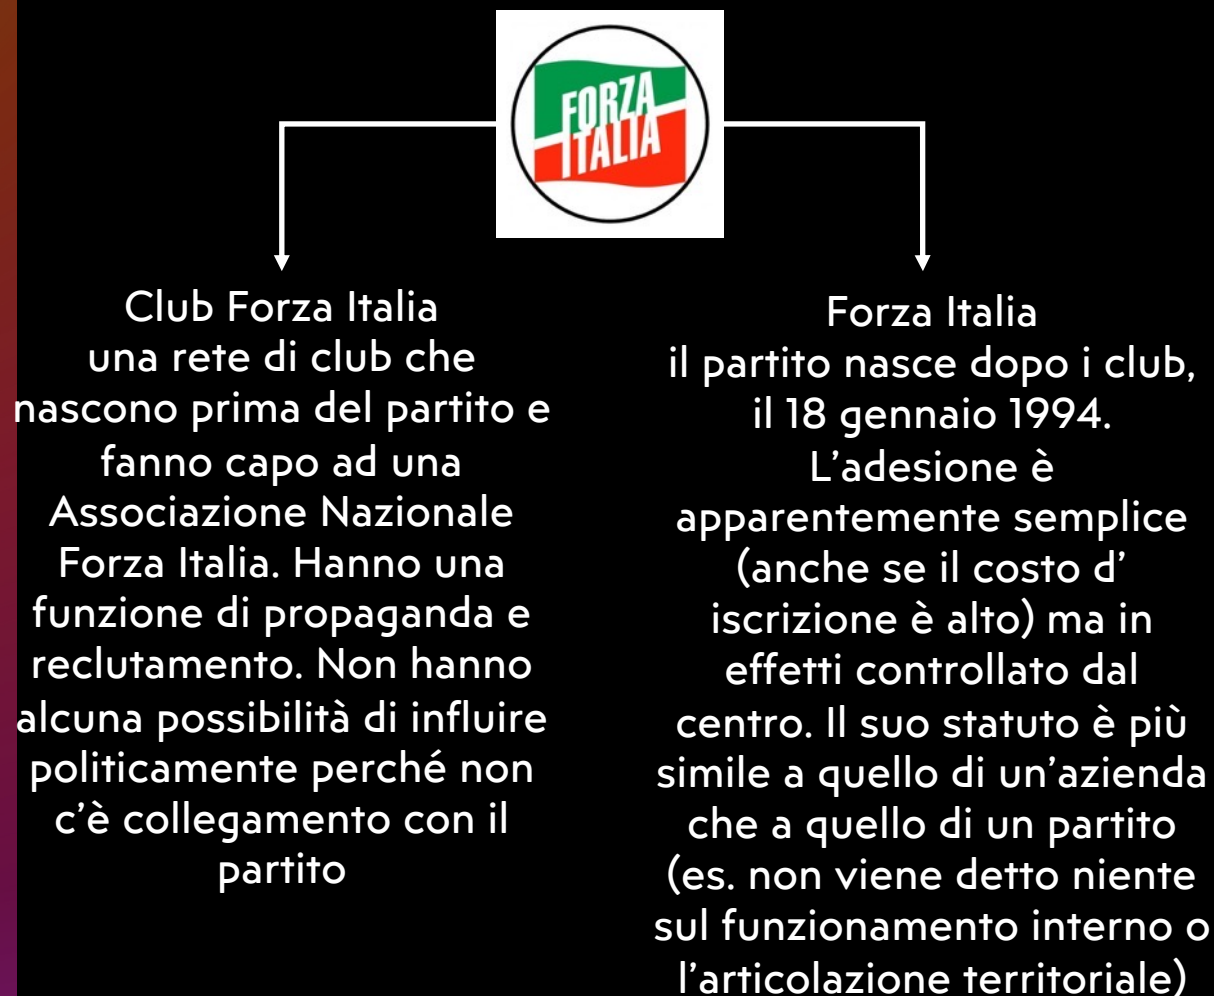 FORZA
ITALIA
Club Forza Italia
una rete di club che
nascono prima del partito e
fanno capo ad una
Associazione Nazionale
Forza Italia. Hanno una
funzione di propaganda e
reclutamento. Non hanno
alcuna possibilità di influire
politicamente perché non
c’è collegamento con il
partito
Forza Italia
il partito nasce dopo i club,
il 18 gennaio 1994.
L’adesione è
apparentemente semplice
(anche se il costo d’
iscrizione è alto) ma in
effetti controllato dal
centro. Il suo statuto è più
simile a quello di un’azienda
che a quello di un partito
(es. non viene detto niente
sul funzionamento interno o
l’articolazione territoriale)